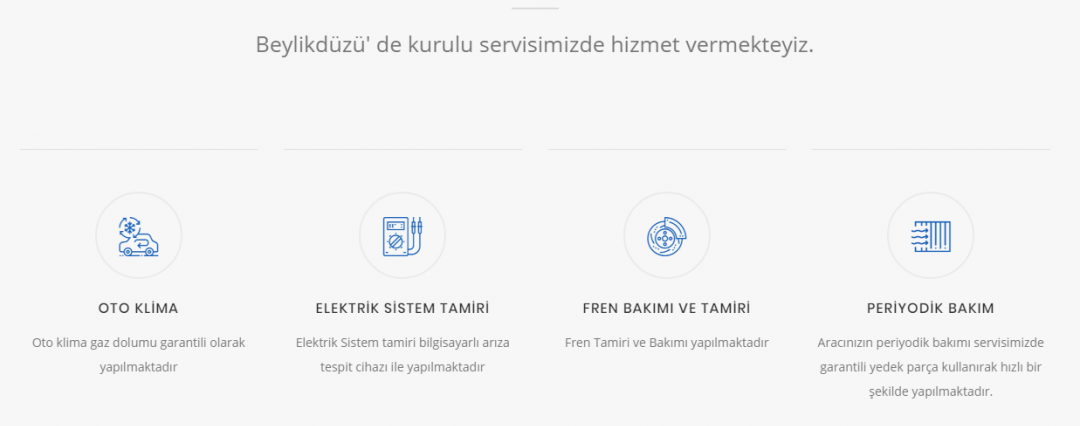 Beylikdüzü' de kurulu servisimizde hizmet vermekteyiz.
OTO KLİMA
Oto klima gaz dolumu garantili olarak
yapılmaktadır
ELEKTRİK SİSTEM TAMİRİ
Elektrik Sistem tamiri bilgisayarlı arıza
tespit cihazı ile yapılmaktadır
FREN BAKIMI VE TAMİRİ
Fren Tamiri ve Bakımı yapılmaktadır
PERİYODİK BAKIM
Aracınızın periyodik bakımı servisimizde
garantili yedek parça kullanırak hızlı bir
şekilde yapılmaktadır.